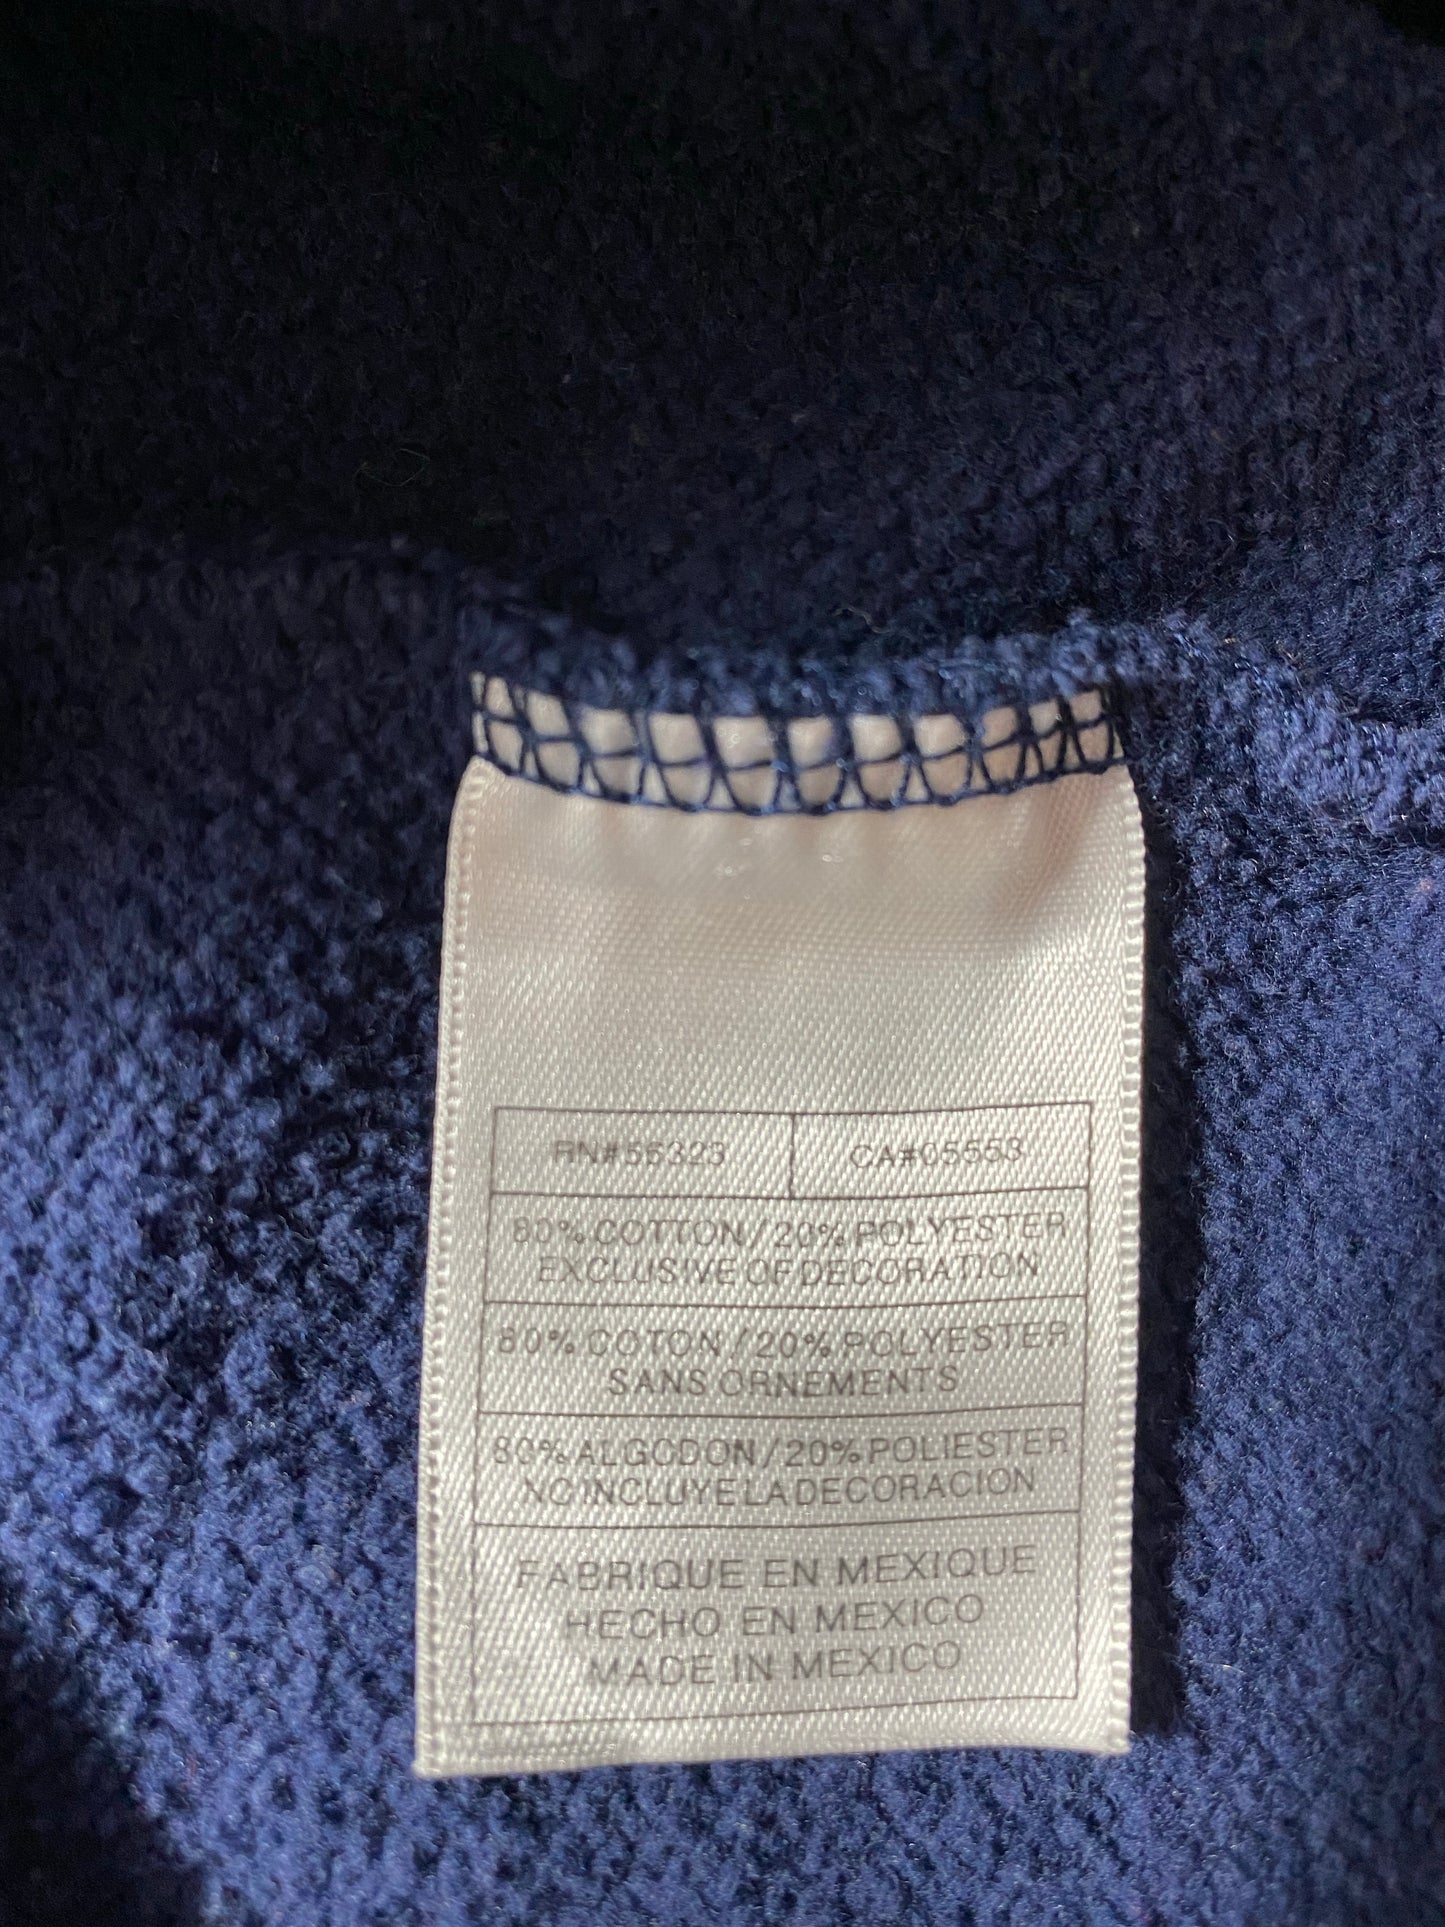 RN#56323 CA#05553
80% COTTON/20% POLYESTER
EXCLUSIVE OF DECORATION
80% COTON/20% POLYESTER
SANS ORNEMENTS
80% ALGODON/20% POLIESTER
NO INCLUYE LA DECORACION
FABRIQUE EN MEXIQUE
HECHO EN MEXICO
MADE IN MEXICO